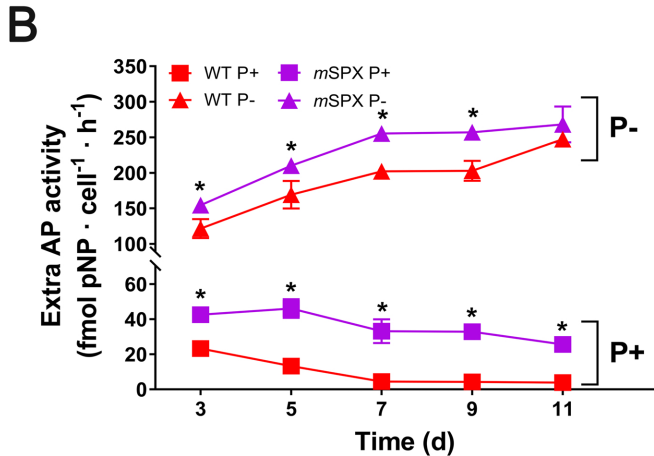 B
Extra AP activity
(fmol pNP · cell⁻¹ · h⁻¹)
350
300
250
200
150
100
60
40
20
0
WT P+
mSPX P+
WT P-
mSPX P-
*
*
*
*
P-
*
*
*
*
*
P+
3
5
7
9
11
Time (d)